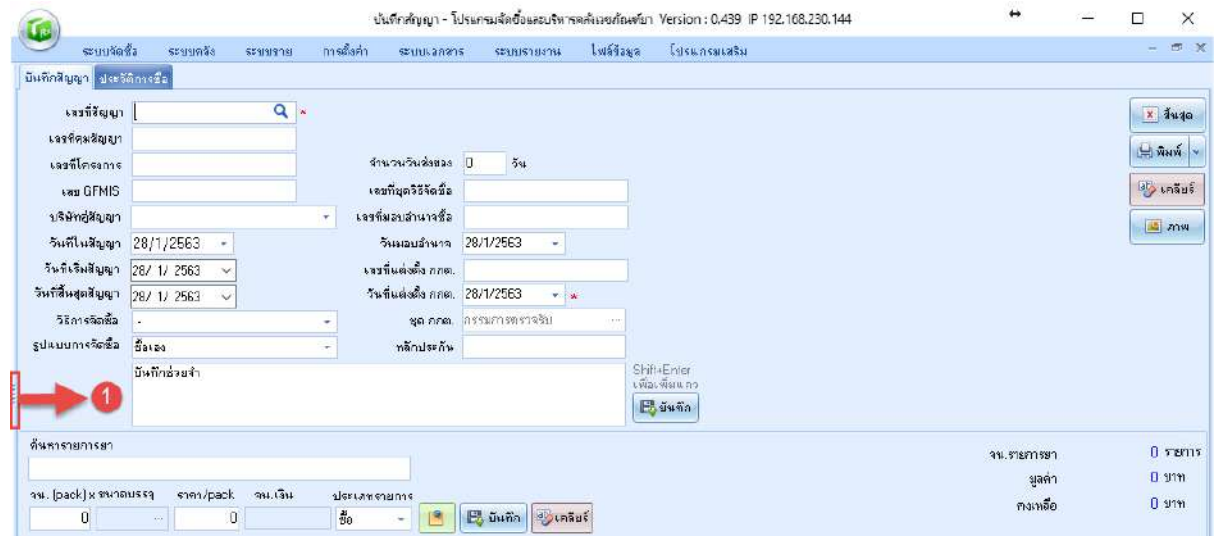 บันทึกสัญญา - โปรแกรมจัดซื้อและบริหารคลังเวชภัณฑ์ยา Version : 0.439 IP 192.168.230.144
ระบบจัดซื้อ ระบบคลัง ระบบขาย การตั้งค่า ระบบเอกสาร ระบบรายงาน ไฟล์ข้อมูล โปรแกรมเสริม
บันทึกสัญญา ประวัติการซื้อ
เลขที่สัญญา * สิ้นสุด
เลขที่คุมสัญญา
เลขที่โครงการ จำนวนวันส่งของ 0 วัน พิมพ์
เลข GFMIS เลขที่ชุดวิธีจัดซื้อ เคลียร์
บริษัทคู่สัญญา เลขที่มอบอำนาจซื้อ ภาพ
วันที่ในสัญญา 28/1/2563 วันมอบอำนาจ 28/1/2563
วันที่เริ่มสัญญา 28/ 1/ 2563 เลขที่แต่งตั้ง กกต.
วันที่สิ้นสุดสัญญา 28/ 1/ 2563 วันที่แต่งตั้ง กกต. 28/1/2563 *
วิธีการจัดซื้อ - ชุด กกต. กรรมการตรวจรับ ...
รูปแบบการจัดซื้อ ซื้อเอง หลักประกัน
บันทึกช่วยจำ Shift+Enter
เพื่อเพิ่มแถว
1 บันทึก
ค้นหารายการยา จน.รายการยา 0 รายการ
มูลค่า 0 บาท
จน. (pack) x ขนาดบรรจุ ราคา/pack จน.เงิน ประเภทรายการ คงเหลือ 0 บาท
0 ... 0 ซื้อ บันทึก เคลียร์